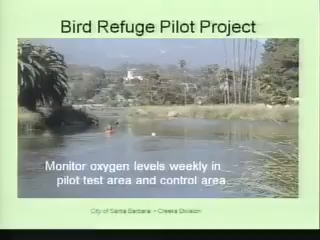 Bird Refuge Pilot Project
Monitor oxygen levels weekly in
pilot test area and control area
City of Santa Barbara ~ Creeks Division